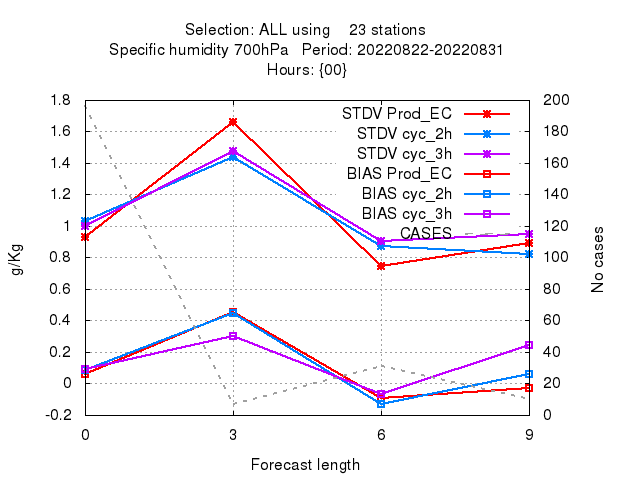 Selection: ALL using    23 stations
Specific humidity 700hPa   Period: 20220822-20220831
Hours: {00}
1.8
1.6
1.4
1.2
1
0.8
0.6
0.4
0.2
0
-0.2
g/Kg
STDV Prod_EC
STDV cyc_2h
STDV cyc_3h
BIAS Prod_EC
BIAS cyc_2h
BIAS cyc_3h
CASES
200
180
160
140
120
100
80
60
40
20
0
No cases
0 3 6 9
Forecast length